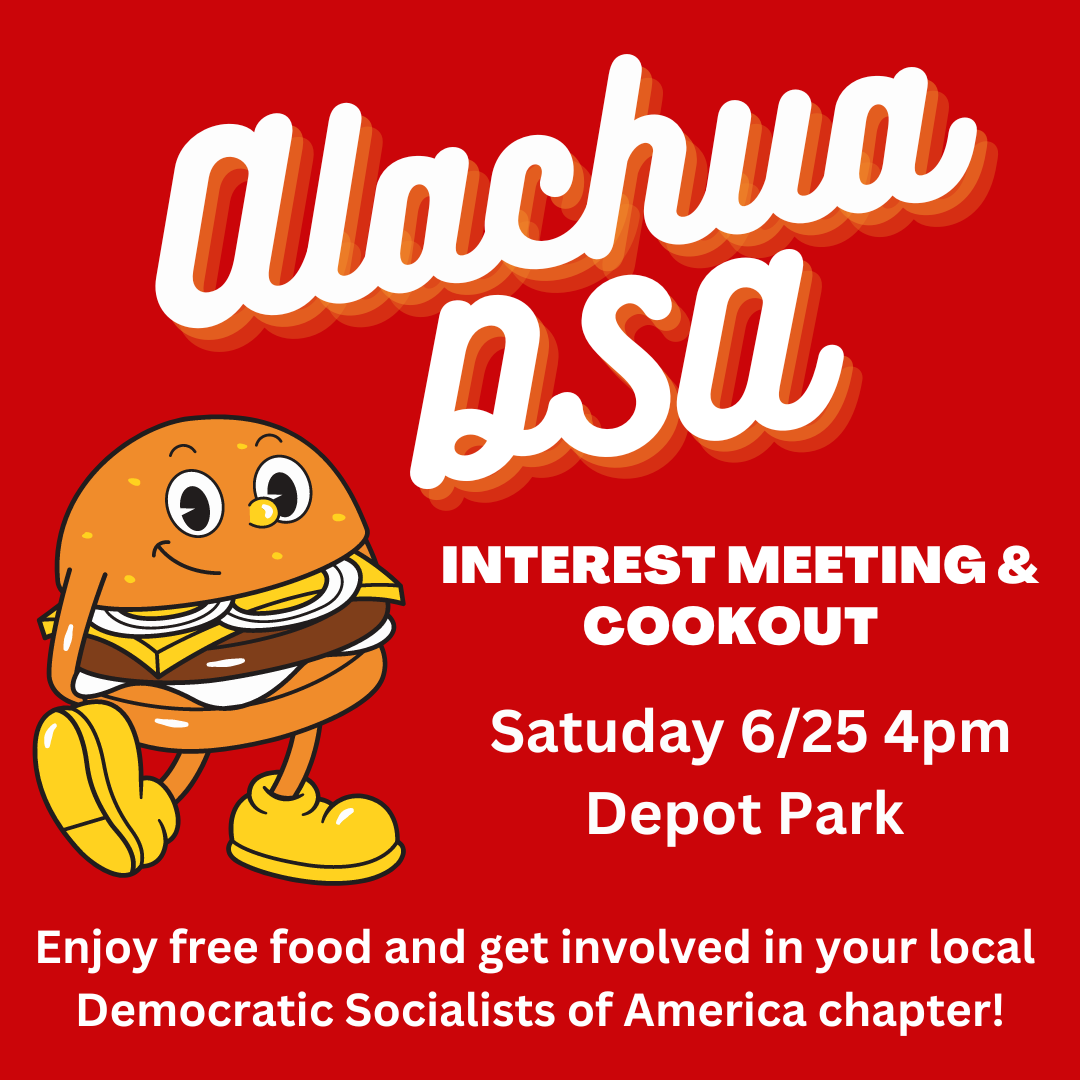 Alachua
DSA
INTEREST MEETING &
COOKOUT
Satuday 6/25 4pm
Depot Park
Enjoy free food and get involved in your local
Democratic Socialists of America chapter!